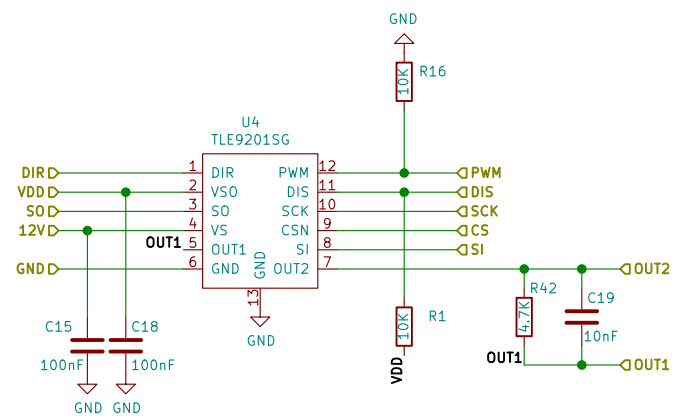 GND
10K
R16
U4
TLE9201SG
DIR
1
DIR
PWM
12
PWM
VDD
2
VSO
DIS
11
DIS
SO
3
SO
SCK
10
SCK
12V
4
VS
CSN
9
CS
OUT1
5
OUT1
SI
8
SI
GND
6
GND
GND
OUT2
7
OUT2
13
GND
R42
4.7K
C19
10nF
OUT1
OUT1
10K
R1
VDD
C15
100nF
C18
100nF
GND
GND